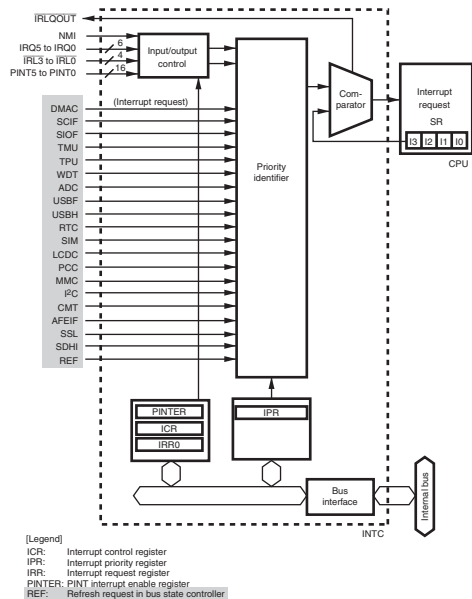 IRLQOUT
NMI
IRQ5 to IRQ0
6
IRL3 to IRL0
4
PINT5 to PINT0
16
Input/output
control
Com-
parator
Interrupt
request
SR
I3 I2 I1 I0
CPU
(Interrupt request)
Priority
identifier
DMAC
SCIF
SIOF
TMU
TPU
WDT
ADC
USBF
USBH
RTC
SIM
LCDC
PCC
MMC
I²C
CMT
AFEIF
SSL
SDHI
REF
PINTER
ICR
IRR0
IPR
Bus
interface
Internal bus
INTC
[Legend]
ICR: Interrupt control register
IPR: Interrupt priority register
IRR: Interrupt request register
PINTER: PINT interrupt enable register
REF: Refresh request in bus state controller